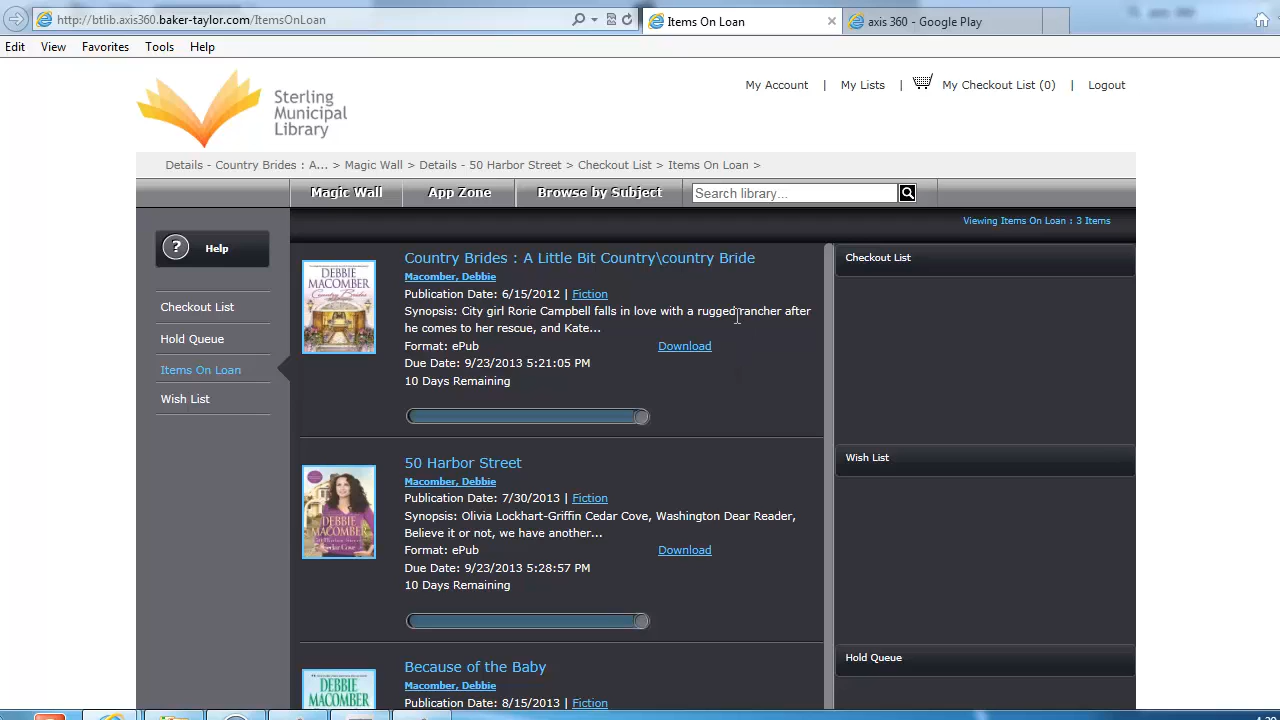 http://btlib.axis360.baker-taylor.com/ItemsOnLoan
Items On Loan
axis 360 - Google Play
Edit View Favorites Tools Help
Sterling
Municipal
Library
My Account | My Lists | My Checkout List (0) | Logout
Details - Country Brides : A... > Magic Wall > Details - 50 Harbor Street > Checkout List > Items On Loan >
Magic Wall App Zone Browse by Subject Search library...
Viewing Items On Loan : 3 Items
? Help
Checkout List
Hold Queue
Items On Loan
Wish List
DEBBIE
MACOMBER
Country Brides
Country Brides : A Little Bit Country\country Bride
Macomber, Debbie
Publication Date: 6/15/2012 | Fiction
Synopsis: City girl Rorie Campbell falls in love with a rugged rancher after
he comes to her rescue, and Kate...
Format: ePub Download
Due Date: 9/23/2013 5:21:05 PM
10 Days Remaining
DEBBIE
MACOMBER
50 Harbor Street
Macomber, Debbie
Publication Date: 7/30/2013 | Fiction
Synopsis: Olivia Lockhart-Griffin Cedar Cove, Washington Dear Reader,
Believe it or not, we have another...
Format: ePub Download
Due Date: 9/23/2013 5:28:57 PM
10 Days Remaining
DEBBIE
MACOMBER
Because of the Baby
Macomber, Debbie
Publication Date: 8/15/2013 | Fiction
Checkout List
Wish List
Hold Queue